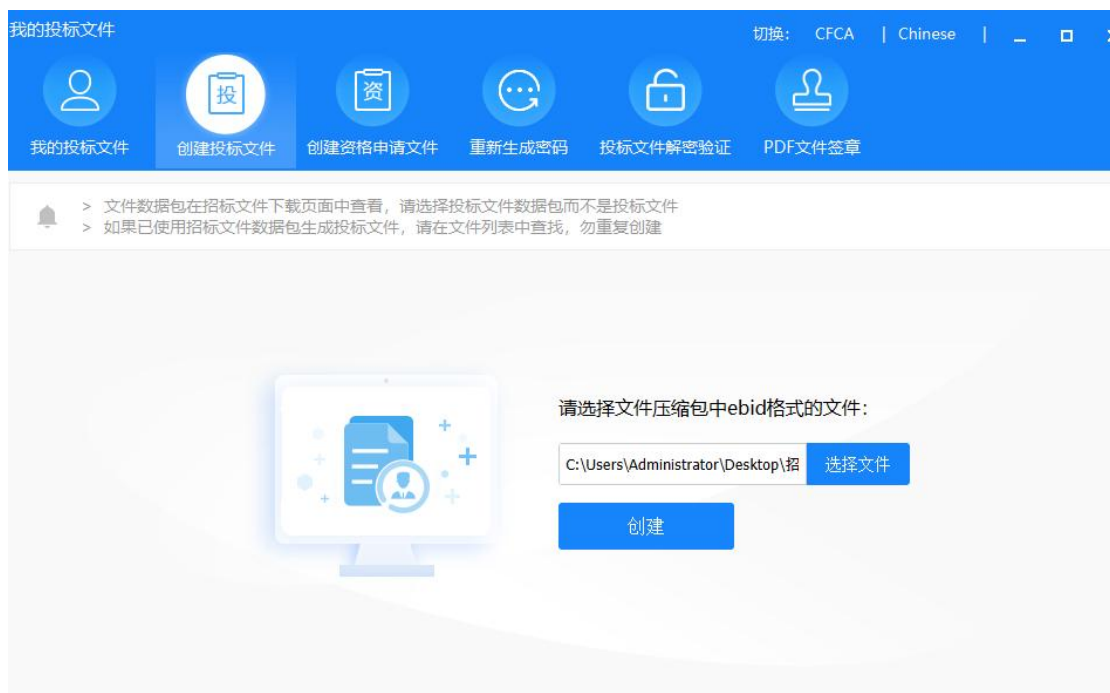 我的投标文件
切换： CFCA | Chinese |
投
资
我的投标文件 创建投标文件 创建资格申请文件 重新生成密码 投标文件解密验证 PDF文件签章
> 文件数据包在招标文件下载页面中查看，请选择投标文件数据包而不是投标文件
> 如果已使用招标文件数据包生成投标文件，请在文件列表中查找，勿重复创建
请选择文件压缩包中ebid格式的文件：
C:\Users\Administrator\Desktop\招 选择文件
创建